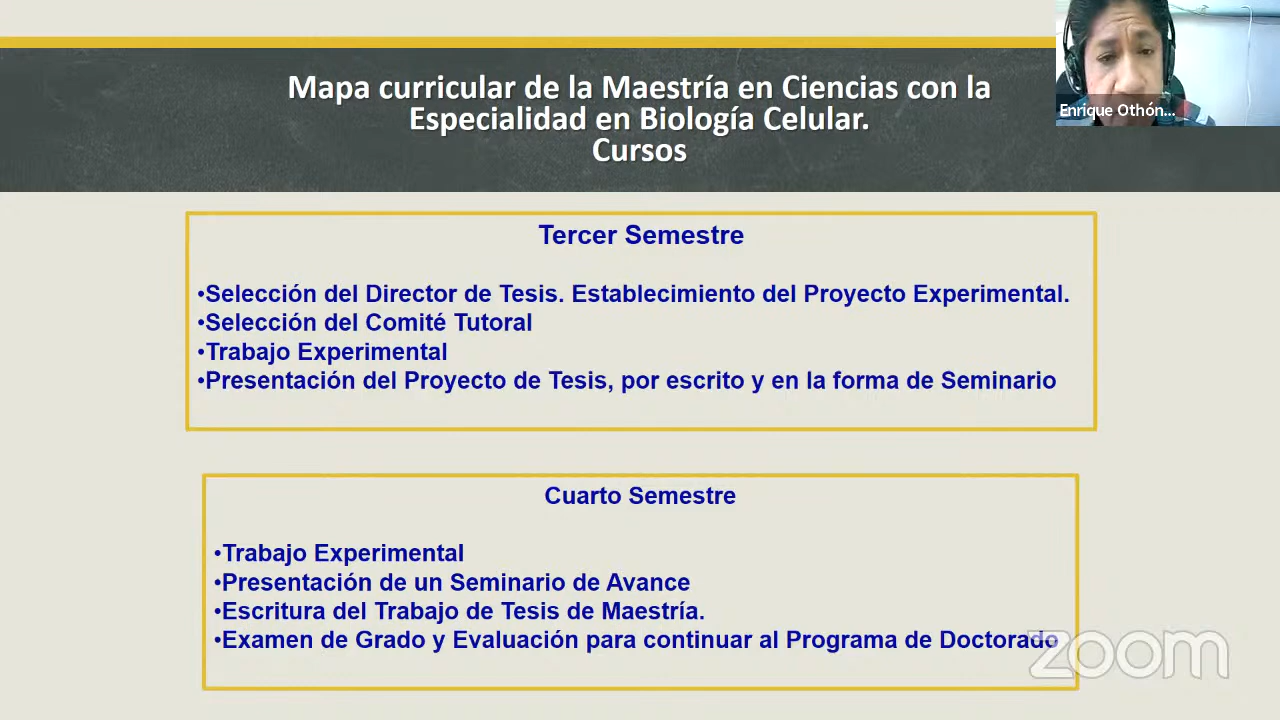 Mapa curricular de la Maestría en Ciencias con la
Especialidad en Biología Celular.
Cursos
Enrique Othón...
Tercer Semestre
•Selección del Director de Tesis. Establecimiento del Proyecto Experimental.
•Selección del Comité Tutoral
•Trabajo Experimental
•Presentación del Proyecto de Tesis, por escrito y en la forma de Seminario
Cuarto Semestre
•Trabajo Experimental
•Presentación de un Seminario de Avance
•Escritura del Trabajo de Tesis de Maestría.
•Examen de Grado y Evaluación para continuar al Programa de Doctorado
zoom